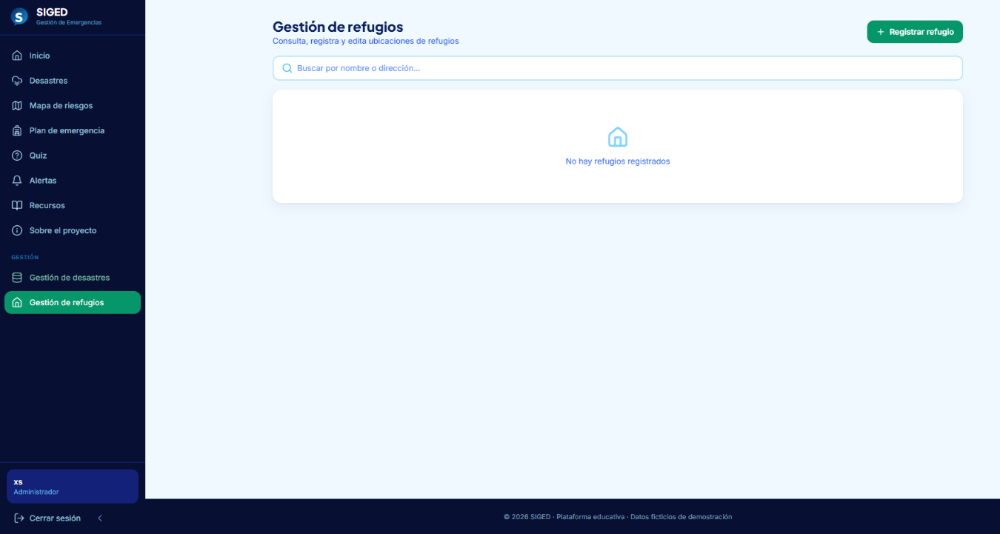 SIGED
Gestión de Emergencias
Inicio
Desastres
Mapa de riesgos
Plan de emergencia
Quiz
Alertas
Recursos
Sobre el proyecto
GESTIÓN
Gestión de desastres
Gestión de refugios
xs
Administrador
Cerrar sesión
Gestión de refugios
Consulta, registra y edita ubicaciones de refugios
Registrar refugio
Buscar por nombre o dirección...
No hay refugios registrados
© 2026 SIGED · Plataforma educativa · Datos ficticios de demostración